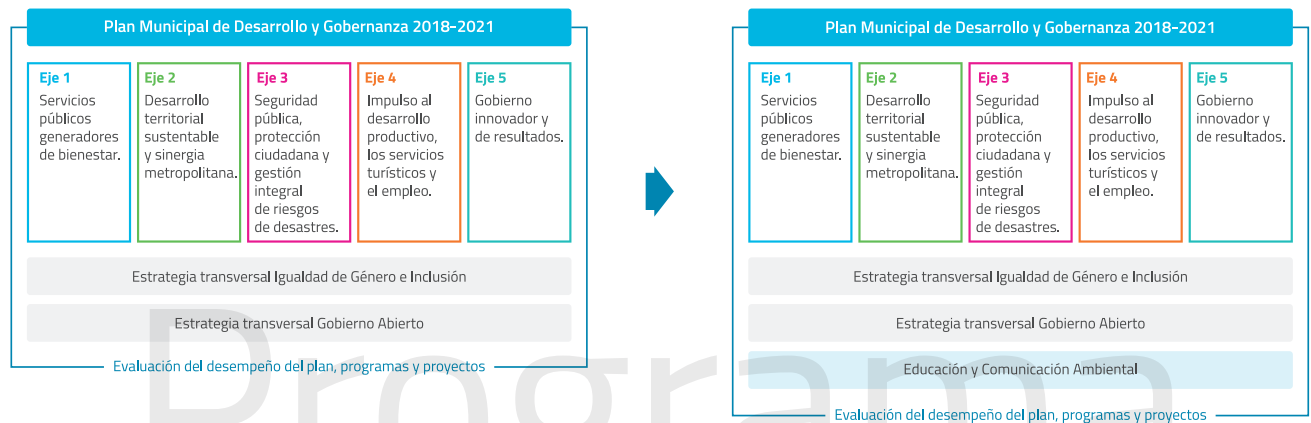 Plan Municipal de Desarrollo y Gobernanza 2018-2021
Eje 1
Servicios
públicos
generadores
de bienestar.
Eje 2
Desarrollo
territorial
sustentable
y sinergia
metropolitana.
Eje 3
Seguridad
pública,
protección
ciudadana y
gestión
integral
de riesgos
de desastres.
Eje 4
Impulso al
desarrollo
productivo,
los servicios
turísticos y
el empleo.
Eje 5
Gobierno
innovador y
de resultados.
Estrategia transversal Igualdad de Género e Inclusión
Estrategia transversal Gobierno Abierto
Evaluación del desempeño del plan, programas y proyectos
Plan Municipal de Desarrollo y Gobernanza 2018-2021
Eje 1
Servicios
públicos
generadores
de bienestar.
Eje 2
Desarrollo
territorial
sustentable
y sinergia
metropolitana.
Eje 3
Seguridad
pública,
protección
ciudadana y
gestión
integral
de riesgos
de desastres.
Eje 4
Impulso al
desarrollo
productivo,
los servicios
turísticos y
el empleo.
Eje 5
Gobierno
innovador y
de resultados.
Estrategia transversal Igualdad de Género e Inclusión
Estrategia transversal Gobierno Abierto
Educación y Comunicación Ambiental
Evaluación del desempeño del plan, programas y proyectos
Programa